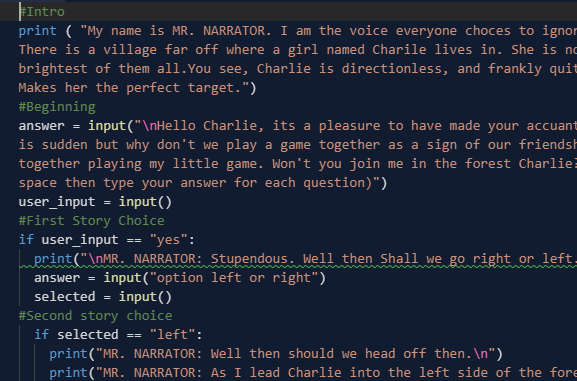 #Intro
print ( "My name is MR. NARRATOR. I am the voice everyone choces to ignor
There is a village far off where a girl named Charile lives in. She is no
brightest of them all.You see, Charlie is directionless, and frankly quit
Makes her the perfect target.")
#Beginning
answer = input("\nHello Charlie, its a pleasure to have made your accuant
is sudden but why don't we play a game together as a sign of our friendsh
together playing my little game. Won't you join me in the forest Charlie?
space then type your answer for each question)")
user_input = input()
#First Story Choice
if user_input == "yes":
print("\nMR. NARRATOR: Stupendous. Well then Shall we go right or left.
answer = input("option left or right")
selected = input()
#Second story choice
if selected == "left":
print("MR. NARRATOR: Well then should we head off then.\n")
print("MR. NARRATOR: As I lead Charlie into the left side of the fore